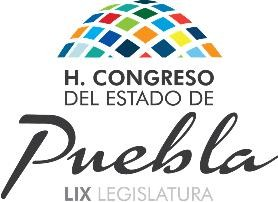 H. CONGRESO
DEL ESTADO DE
Puebla
LIX LEGISLATURA